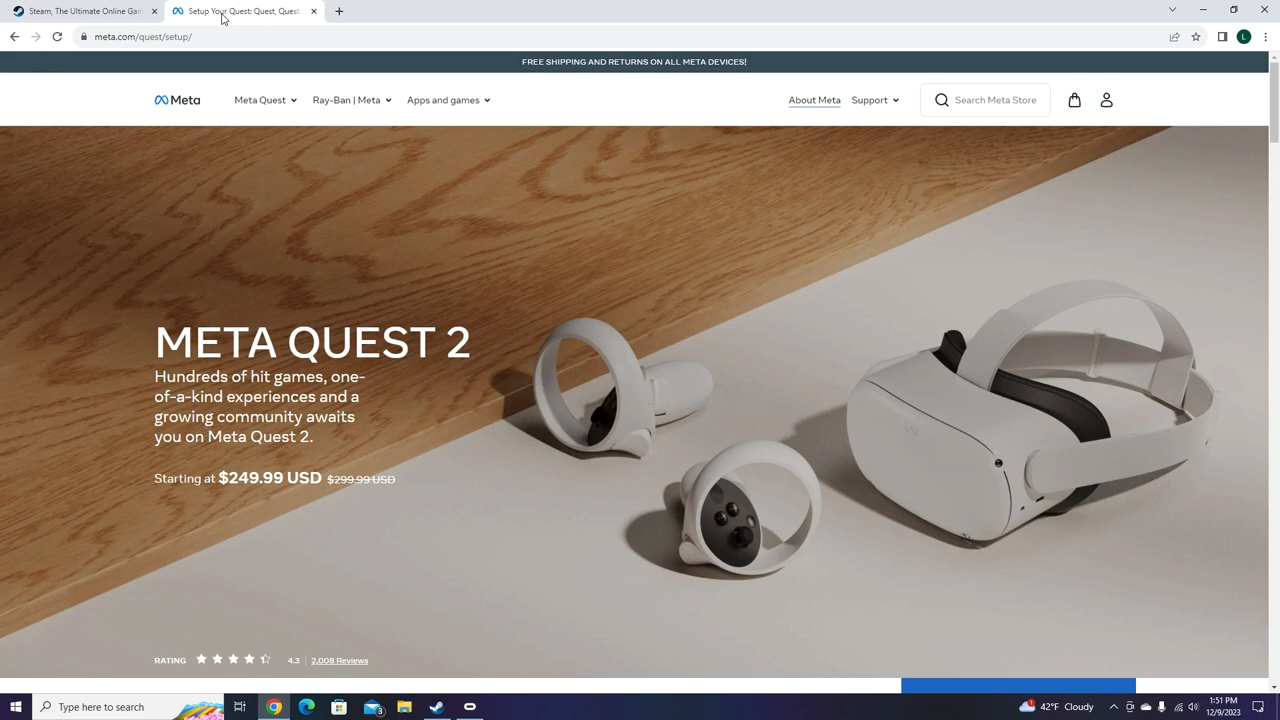 Steam, The Ultimate Online Gam
Setup Your Quest: Quest, Quest
meta.com/quest/setup/
L
FREE SHIPPING AND RETURNS ON ALL META DEVICES!
Meta
Meta Quest
Ray-Ban | Meta
Apps and games
About Meta
Support
Search Meta Store
META QUEST 2
Hundreds of hit games, one-
of-a-kind experiences and a
growing community awaits
you on Meta Quest 2.
Starting at $249.99 USD $299.99 USD
RATING 4.3 | 2,008 Reviews
Type here to search
3
1
42°F Cloudy
1:51 PM
12/9/2023